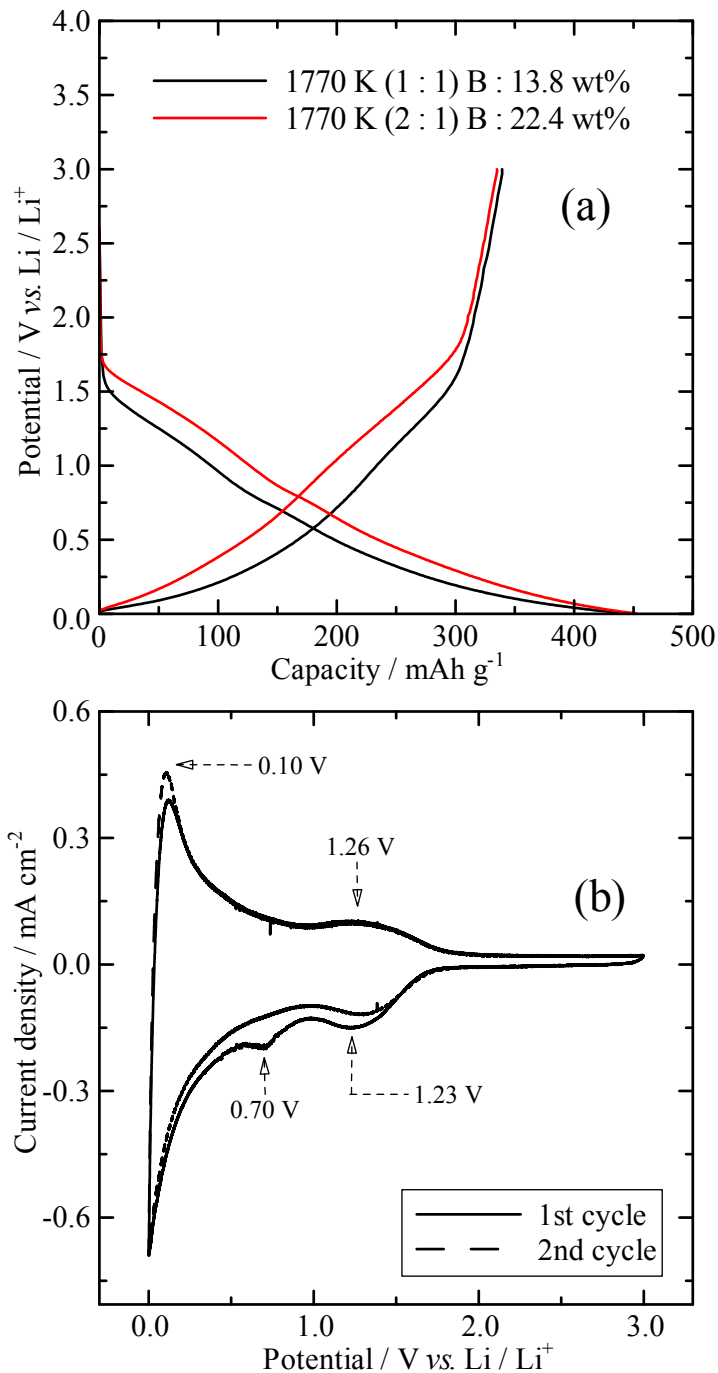 4.0
3.5
3.0
2.5
2.0
1.5
1.0
0.5
0.0
Potential / V vs. Li / Li⁺
1770 K (1 : 1) B : 13.8 wt%
1770 K (2 : 1) B : 22.4 wt%
(a)
0 100 200 300 400 500
Capacity / mAh g⁻¹
0.6
0.3
0.0
-0.3
-0.6
Current density / mA cm⁻²
0.10 V
1.26 V
(b)
0.70 V
1.23 V
1st cycle
2nd cycle
0.0 1.0 2.0 3.0
Potential / V vs. Li / Li⁺